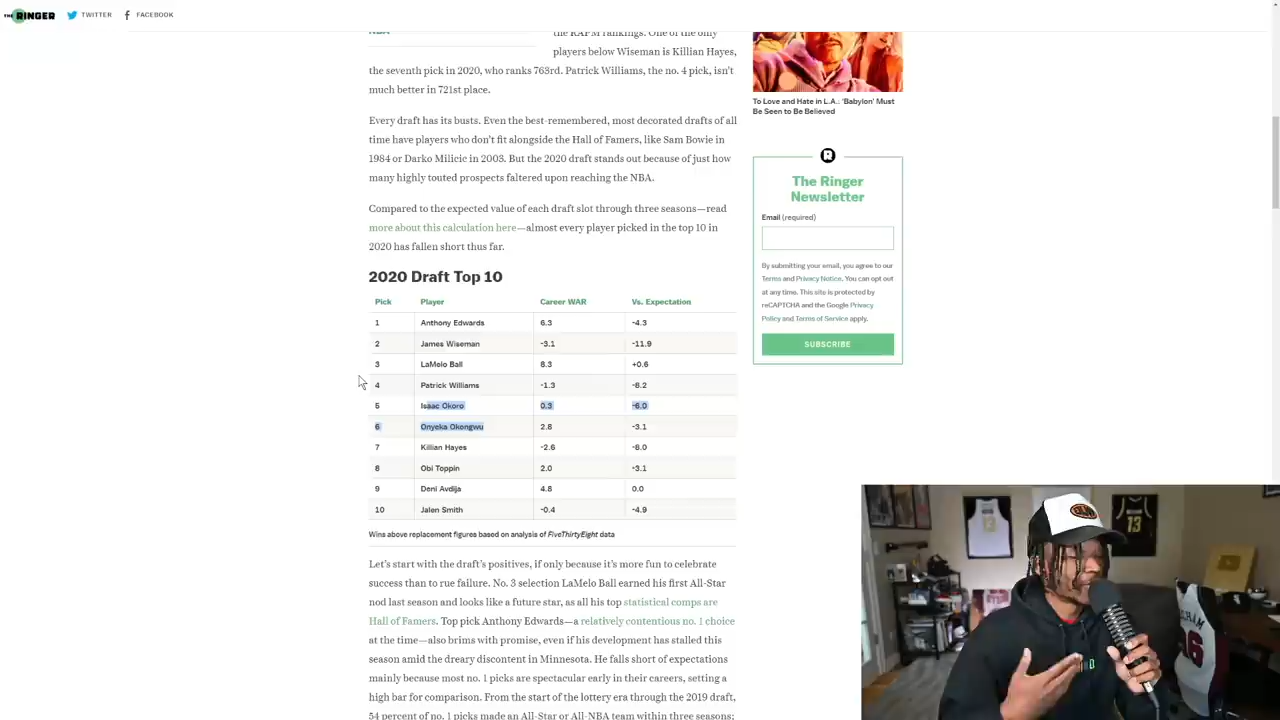 THE RINGER TWITTER FACEBOOK
NBA
the RAPM rankings. One of the only
players below Wiseman is Killian Hayes,
the seventh pick in 2020, who ranks 763rd. Patrick Williams, the no. 4 pick, isn't
much better in 721st place.
Every draft has its busts. Even the best-remembered, most decorated drafts of all
time have players who don't fit alongside the Hall of Famers, like Sam Bowie in
1984 or Darko Milicic in 2003. But the 2020 draft stands out because of just how
many highly touted prospects faltered upon reaching the NBA.
Compared to the expected value of each draft slot through three seasons—read
more about this calculation here—almost every player picked in the top 10 in
2020 has fallen short thus far.
2020 Draft Top 10
Pick Player Career WAR Vs. Expectation
1 Anthony Edwards 6.3 -4.3
2 James Wiseman -3.1 -11.9
3 LaMelo Ball 8.3 +0.6
4 Patrick Williams -1.3 -8.2
5 Isaac Okoro 0.3 -6.0
6 Onyeka Okongwu 2.8 -3.1
7 Killian Hayes -2.6 -8.0
8 Obi Toppin 2.0 -3.1
9 Deni Avdija 4.8 0.0
10 Jalen Smith -0.4 -4.9
Wins above replacement figures based on analysis of FiveThirtyEight data
Let's start with the draft's positives, if only because it's more fun to celebrate
success than to rue failure. No. 3 selection LaMelo Ball earned his first All-Star
nod last season and looks like a future star, as all his top statistical comps are
Hall of Famers. Top pick Anthony Edwards—a relatively contentious no. 1 choice
at the time—also brims with promise, even if his development has stalled this
season amid the dreary discontent in Minnesota. He falls short of expectations
mainly because most no. 1 picks are spectacular early in their careers, setting a
high bar for comparison. From the start of the lottery era through the 2019 draft,
54 percent of no. 1 picks made an All-Star or All-NBA team within three seasons;
To Love and Hate in L.A.: 'Babylon' Must
Be Seen to Be Believed
R
The Ringer
Newsletter
Email (required)
By submitting your email, you agree to our
Terms and Privacy Notice. You can opt out
at any time. This site is protected by
reCAPTCHA and the Google Privacy
Policy and Terms of Service apply.
SUBSCRIBE
13
13